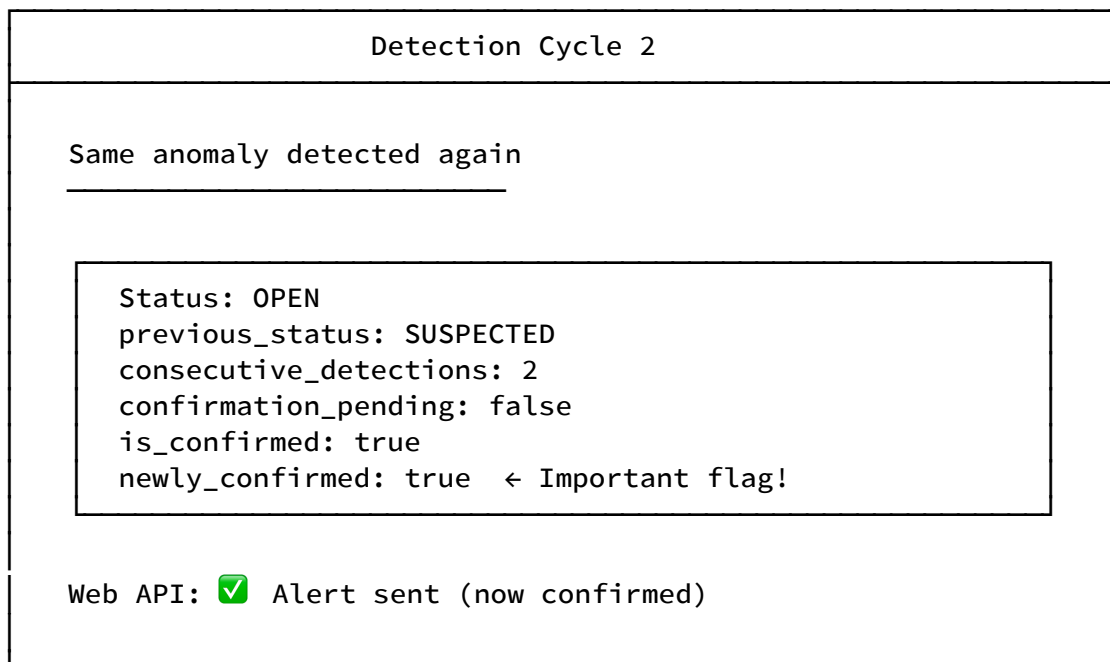 Detection Cycle 2
Same anomaly detected again
Status: OPEN
previous_status: SUSPECTED
consecutive_detections: 2
confirmation_pending: false
is_confirmed: true
newly_confirmed: true ← Important flag!
Web API: ✅ Alert sent (now confirmed)